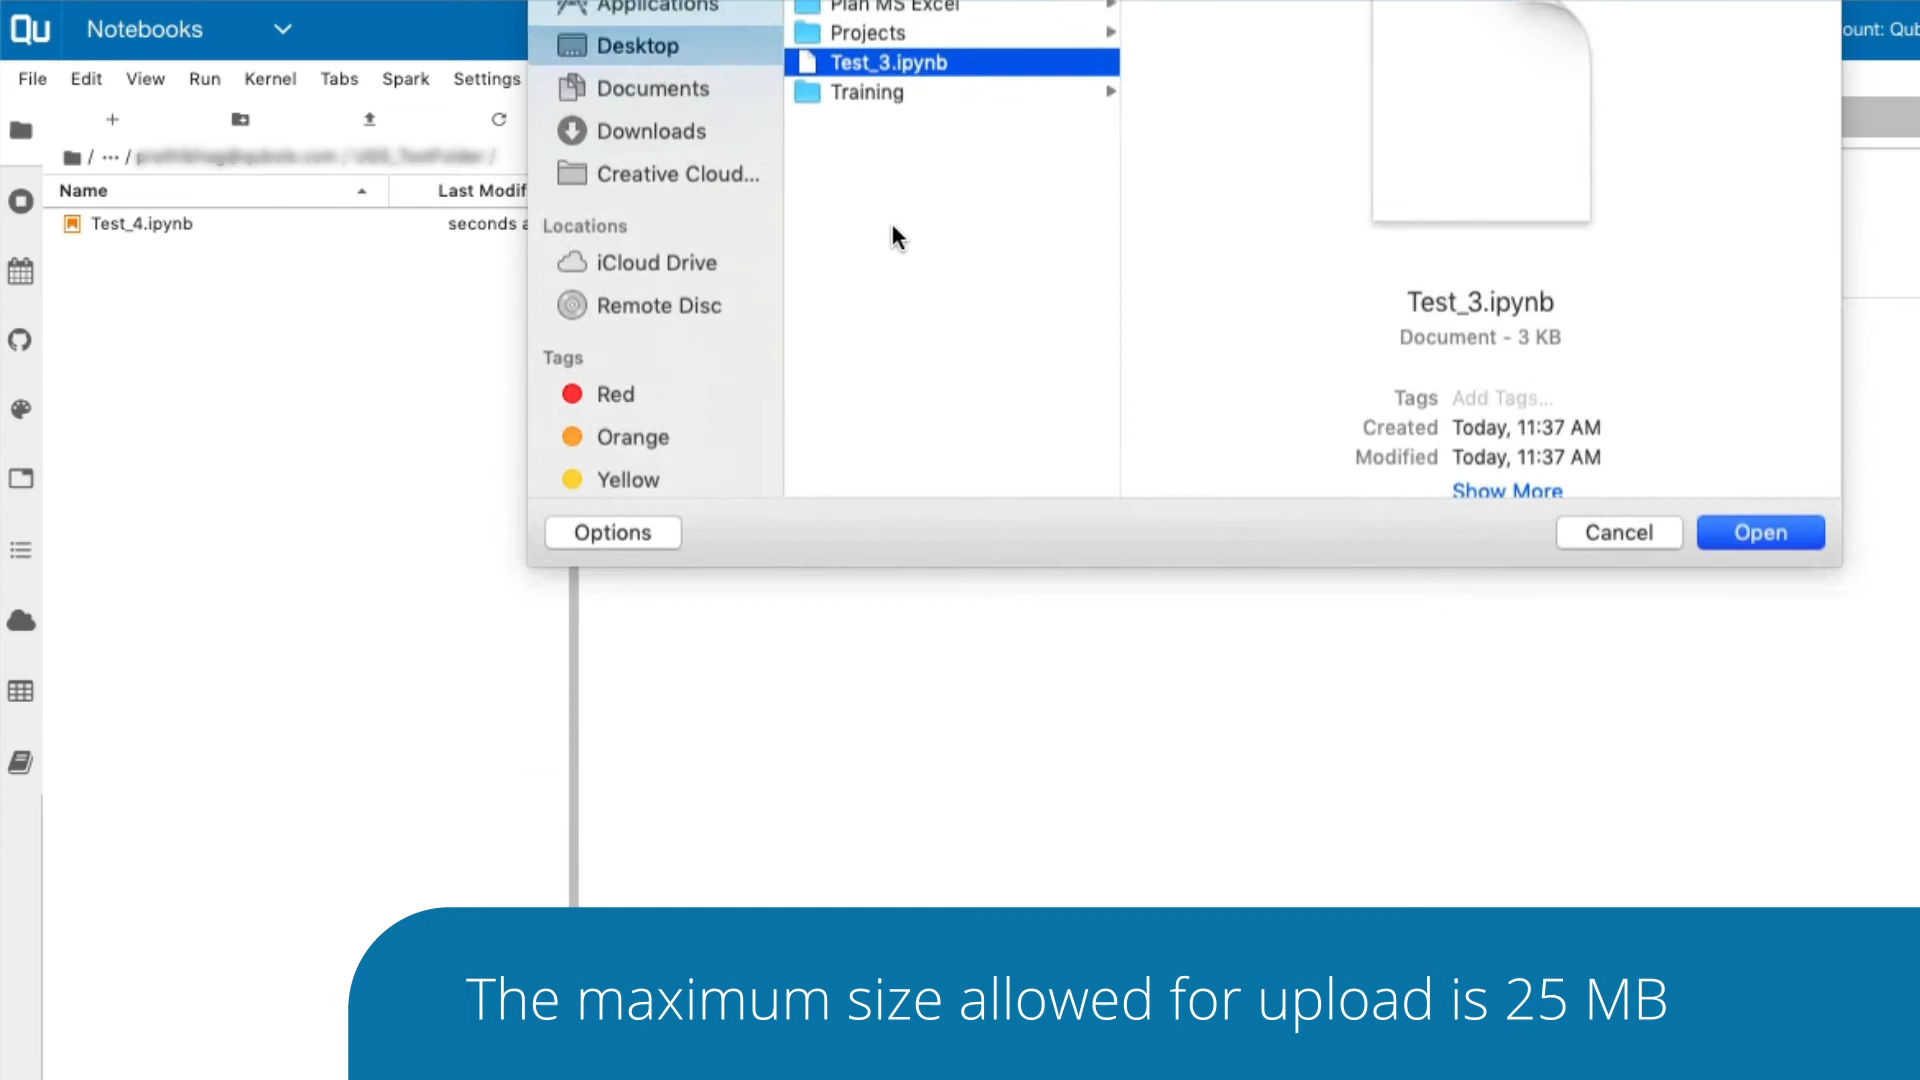 Qu Notebooks
ount: Qub
File Edit View Run Kernel Tabs Spark Settings
/ ··· /
Name Last Modif
Test_4.ipynb seconds a
Applications
Desktop
Documents
Downloads
Creative Cloud...
Locations
iCloud Drive
Remote Disc
Tags
Red
Orange
Yellow
Plan MS Excel
Projects
Test_3.ipynb
Training
Test_3.ipynb
Document - 3 KB
Tags Add Tags...
Created Today, 11:37 AM
Modified Today, 11:37 AM
Show More
Options Cancel Open
The maximum size allowed for upload is 25 MB